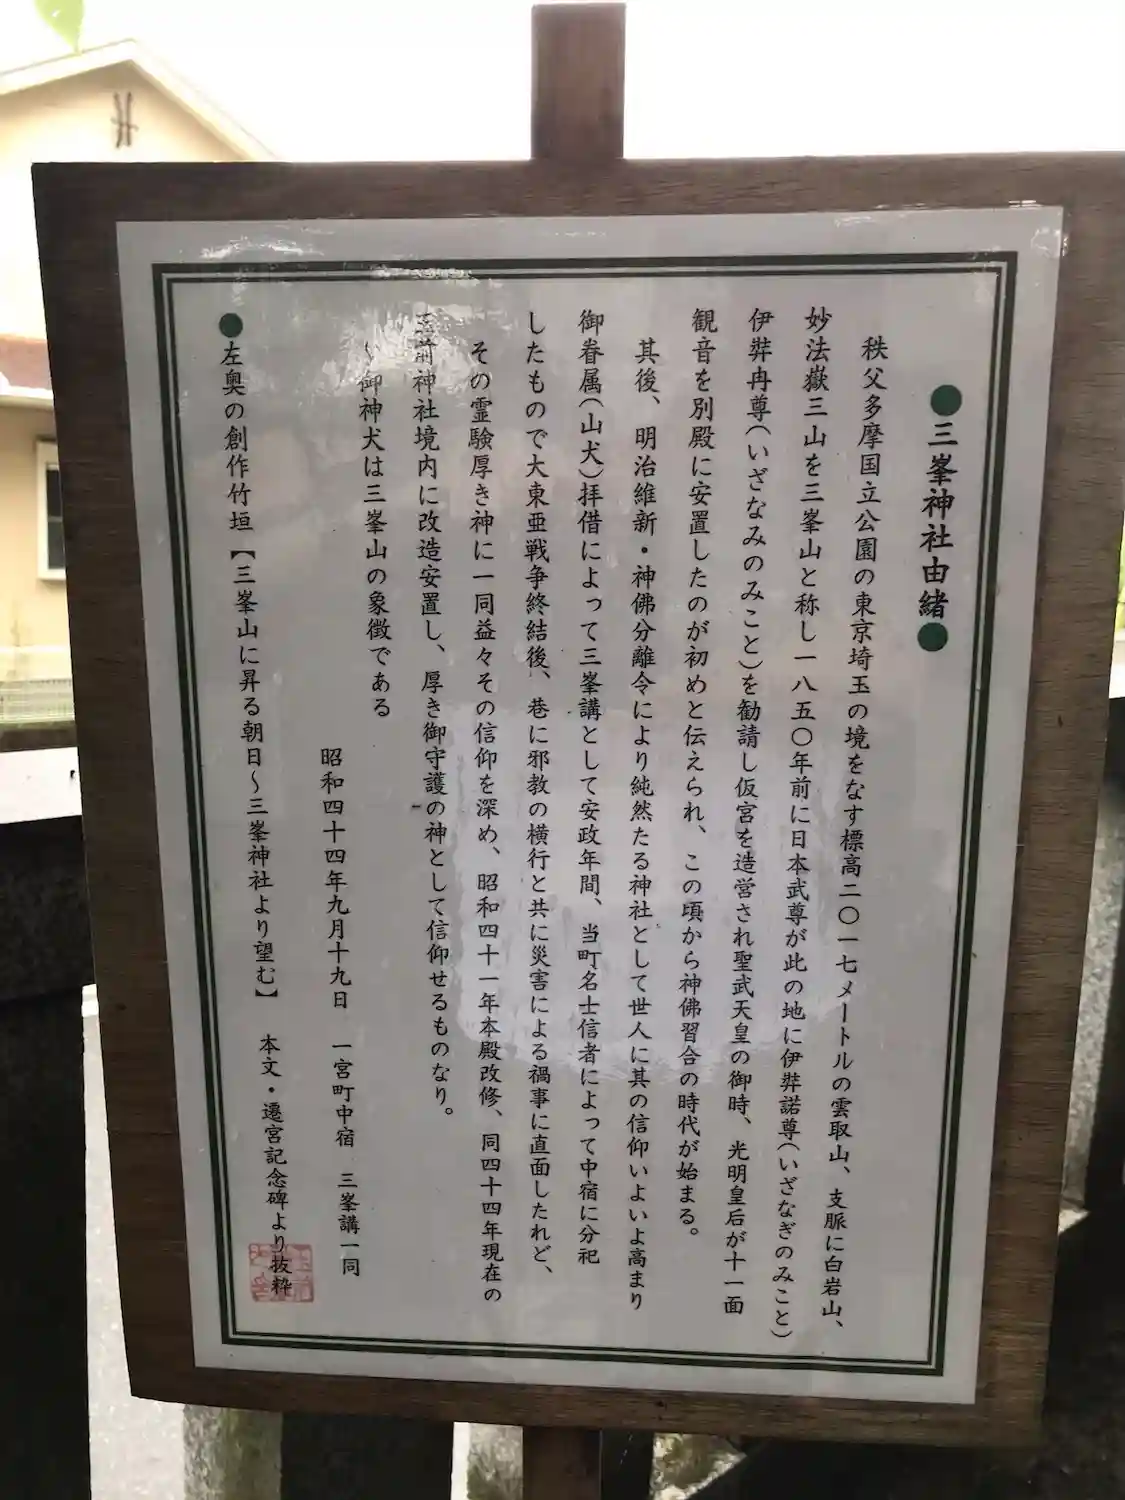 ●三峯神社由緒●
秩父多摩国立公園の東京埼玉の境をなす標高二〇一七メートルの雲取山、支脈に白岩山、
妙法嶽三山を三峯山と称し一八五〇年前に日本武尊が此の地に伊弉諾尊(いざなぎのみこと)
伊弉冉尊(いざなみのみこと)を勧請し仮宮を造営され聖武天皇の御時、光明皇后が十一面
観音を別殿に安置したのが初めと伝えられ、この頃から神佛習合の時代が始まる。
其後、明治維新・神佛分離令により純然たる神社として世人に其の信仰いよいよ高まり
御眷属(山犬)拝借によって三峯講として安政年間、当町名士信者によって中宿に分祀
したもので大東亜戦争終結後、巷に邪教の横行と共に災害による禍事に直面したれど、
その霊験厚き神に一同益々その信仰を深め、昭和四十一年本殿改修、同四十四年現在の
前神社境内に改造安置し、厚き御守護の神として信仰せるものなり。
御神犬は三峯山の象徴である
昭和四十四年九月十九日 一宮町中宿 三峯講一同
●左奥の創作竹垣【三峯山に昇る朝日～三峯神社より望む】 本文・遷宮記念碑より抜粋